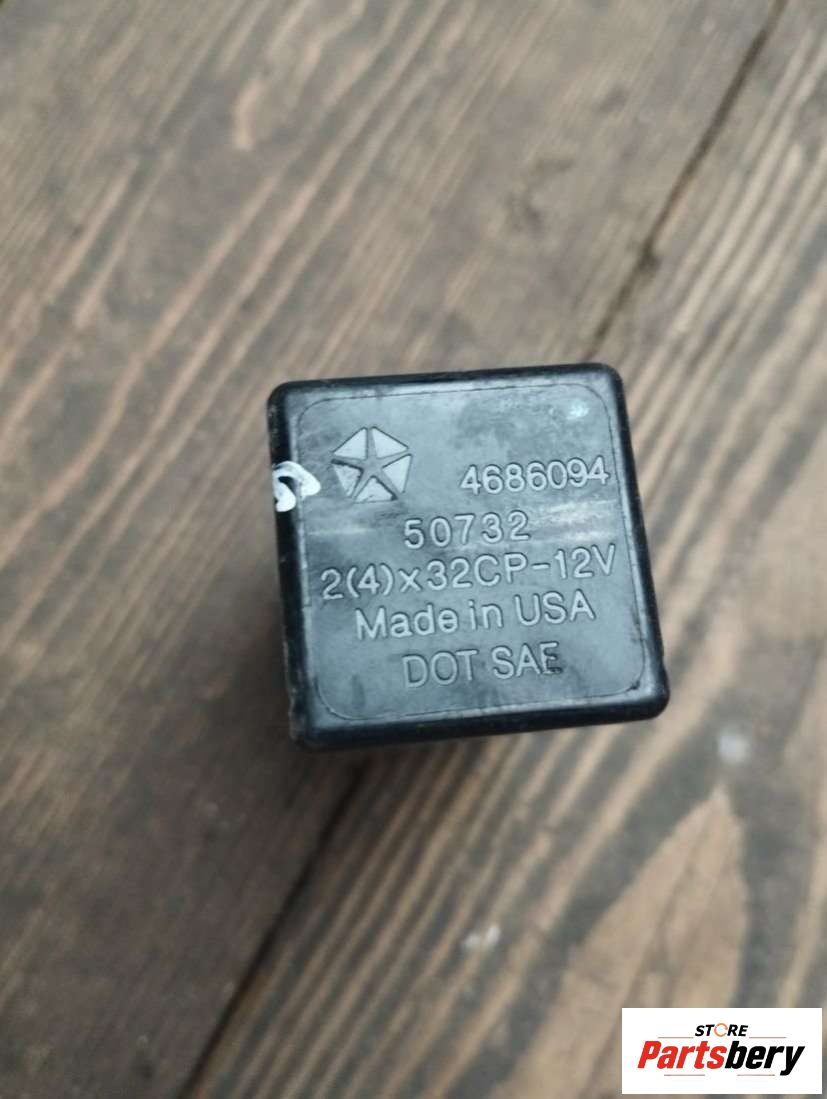 4686094
50732
2(4)x32CP-12V
Made in USA
DOT SAE
STORE
Partsbery